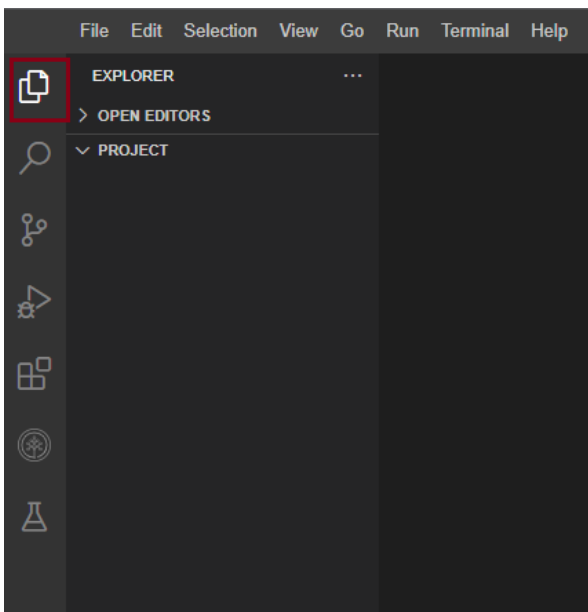 File Edit Selection View Go Run Terminal Help
EXPLORER
OPEN EDITORS
PROJECT